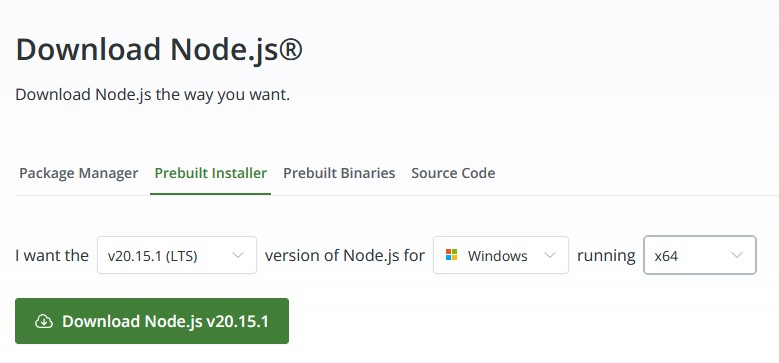 Download Node.js®
Download Node.js the way you want.
Package Manager Prebuilt Installer Prebuilt Binaries Source Code
I want the v20.15.1 (LTS) version of Node.js for Windows running x64
Download Node.js v20.15.1